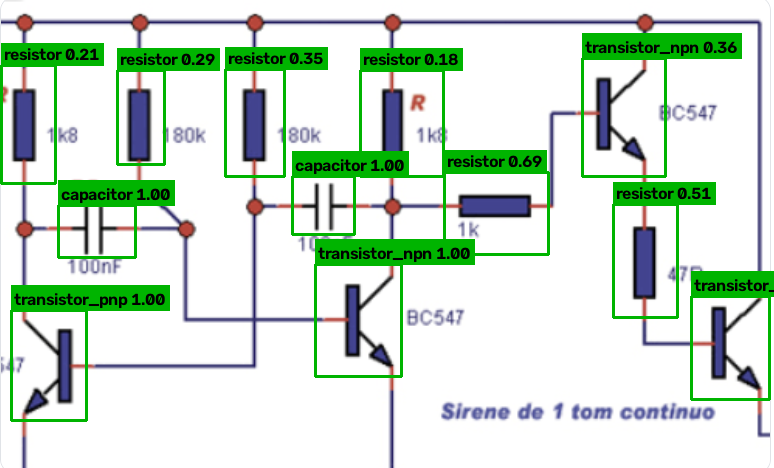 resistor 0.21
resistor 0.29
resistor 0.35
resistor 0.18
transistor_npn 0.36
R
R
1k8
180k
180k
1k8
BC547
capacitor 1.00
resistor 0.69
capacitor 1.00
resistor 0.51
1k
100nF
transistor_npn 1.00
47R
transistor_pnp 1.00
transistor_
BC547
547
Sirene de 1 tom continuo